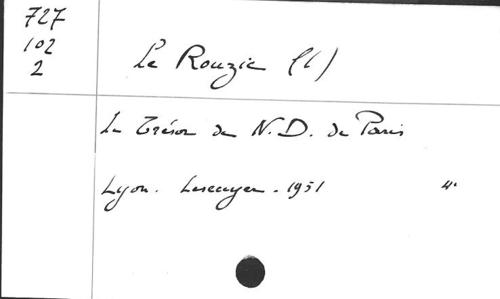 727
102
2
Le Rouzic (L)
Le Trésor de N.D. de Paris
Lyon. Lescuyer. 1951 4°